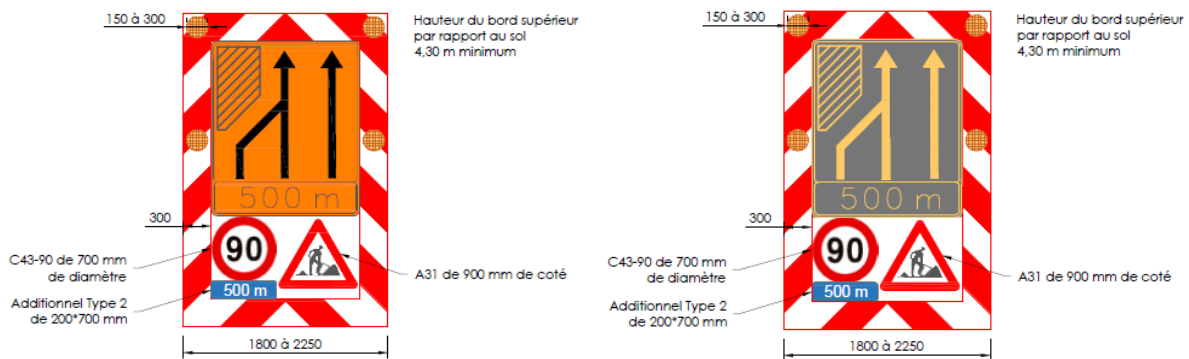 150 à 300
Hauteur du bord supérieur
par rapport au sol
4,30 m minimum
500 m
300
90
C43-90 de 700 mm
de diamètre
A31 de 900 mm de coté
500 m
Additionnel Type 2
de 200*700 mm
1800 à 2250
150 à 300
Hauteur du bord supérieur
par rapport au sol
4,30 m minimum
500 m
300
90
C43-90 de 700 mm
de diamètre
A31 de 900 mm de coté
500 m
Additionnel Type 2
de 200*700 mm
1800 à 2250